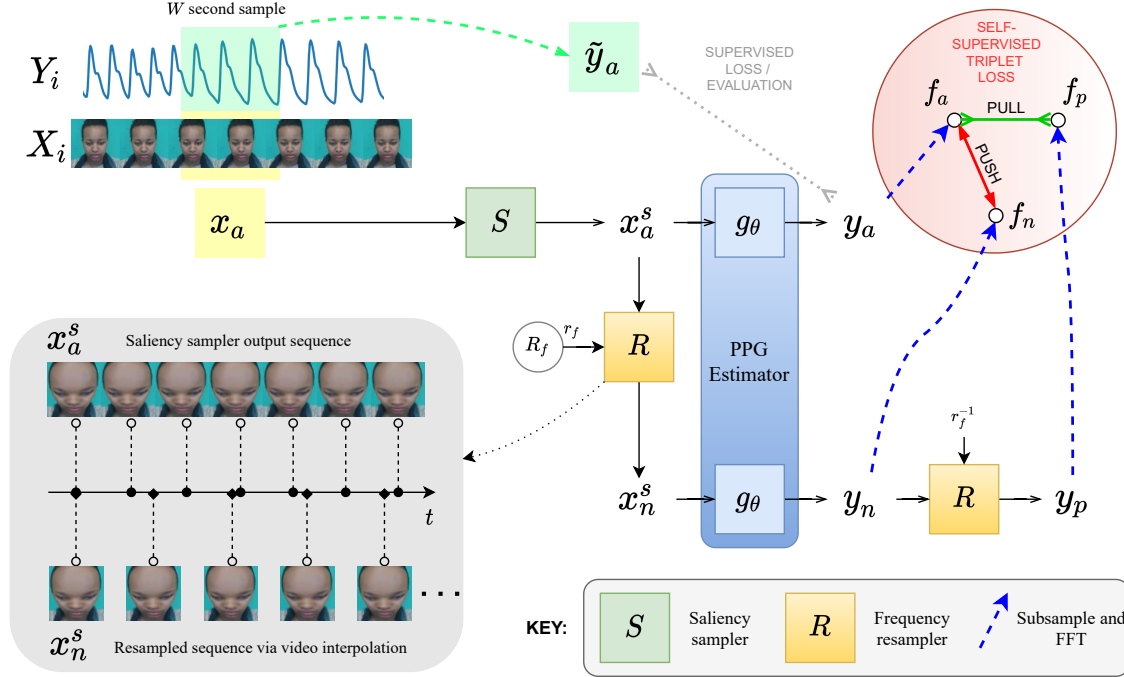 W second sample
Y_i
X_i
x_a
ỹ_a
SUPERVISED
LOSS /
EVALUATION
SELF-
SUPERVISED
TRIPLET
LOSS
f_a
f_p
PULL
PUSH
f_n
S
x_a^s
g_θ
y_a
R_f
r_f
R
PPG
Estimator
x_a^s
Saliency sampler output sequence
t
x_n^s
Resampled sequence via video interpolation
. . .
x_n^s
g_θ
y_n
r_f^{-1}
R
y_p
KEY:
S
Saliency
sampler
R
Frequency
resampler
Subsample and
FFT